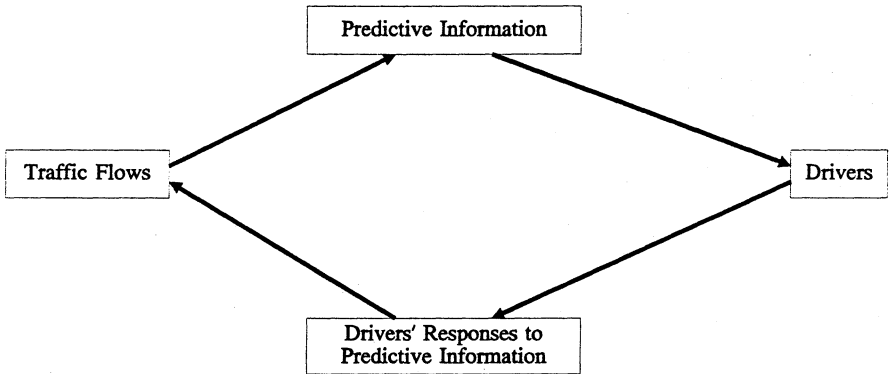 Predictive Information
Traffic Flows
Drivers
Drivers' Responses to
Predictive Information